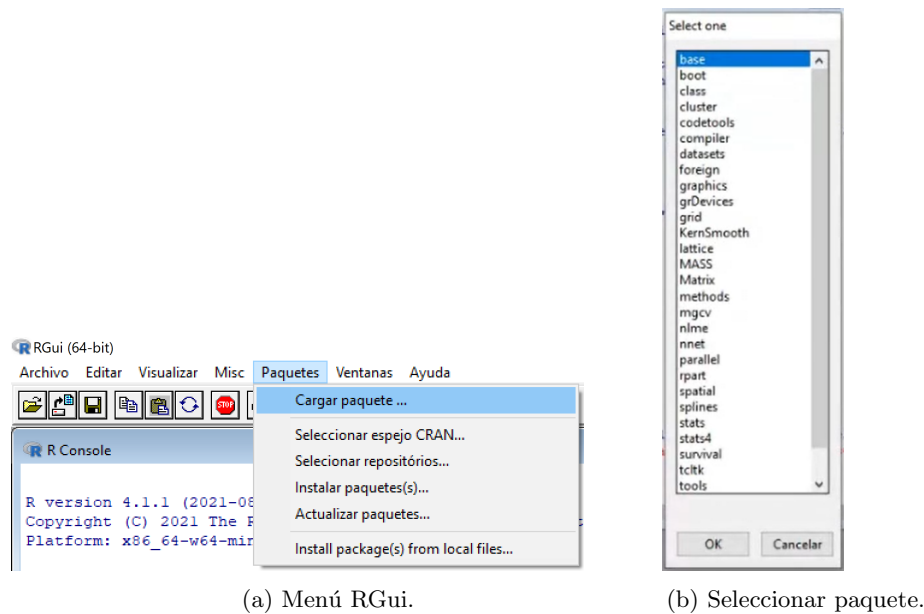 Select one
base
boot
class
cluster
codetools
compiler
datasets
foreign
graphics
grDevices
grid
KernSmooth
lattice
MASS
Matrix
methods
mgcv
nlme
nnet
parallel
rpart
spatial
splines
stats
stats4
survival
tcltk
tools
OK Cancelar
RGui (64-bit)
Archivo Editar Visualizar Misc Paquetes Ventanas Ayuda
STOP
Cargar paquete ...
Seleccionar espejo CRAN...
Selecionar repositórios...
Instalar paquetes(s)...
Actualizar paquetes...
Install package(s) from local files...
R Console
R version 4.1.1 (2021-08
Copyright (C) 2021 The
Platform: x86_64-w64-min
(a) Menú RGui.
(b) Seleccionar paquete.